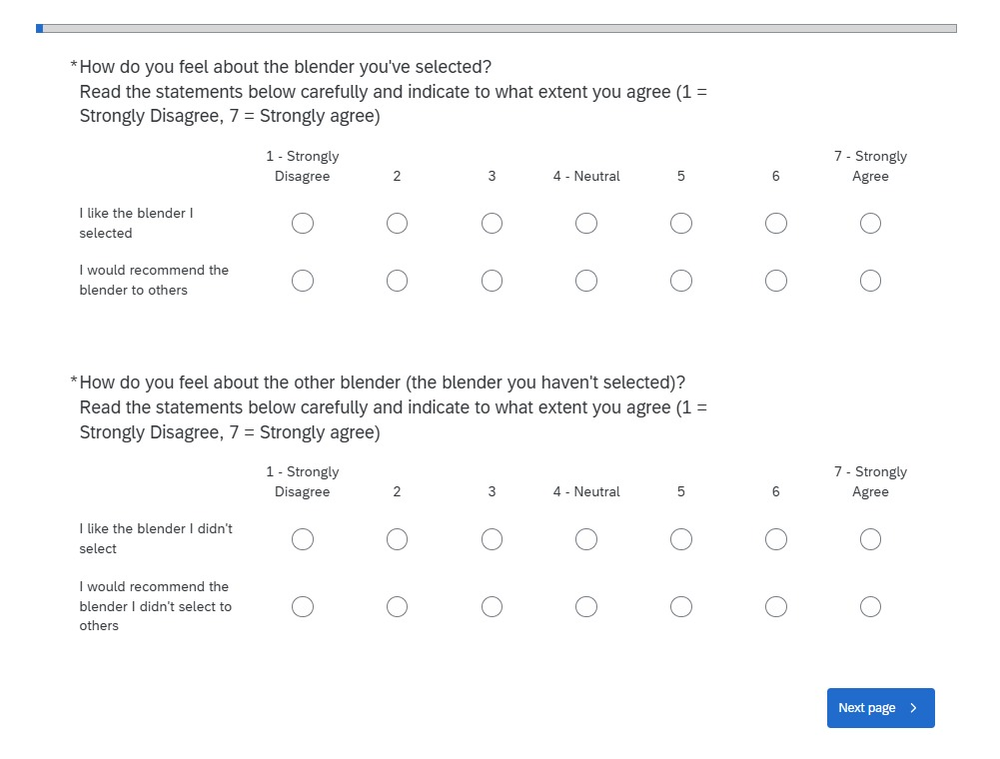 *How do you feel about the blender you've selected?
Read the statements below carefully and indicate to what extent you agree (1 =
Strongly Disagree, 7 = Strongly agree)
1 - Strongly Disagree 2 3 4 - Neutral 5 6 7 - Strongly Agree
I like the blender I
selected
I would recommend the
blender to others
*How do you feel about the other blender (the blender you haven't selected)?
Read the statements below carefully and indicate to what extent you agree (1 =
Strongly Disagree, 7 = Strongly agree)
1 - Strongly Disagree 2 3 4 - Neutral 5 6 7 - Strongly Agree
I like the blender I didn't
select
I would recommend the
blender I didn't select to
others
Next page